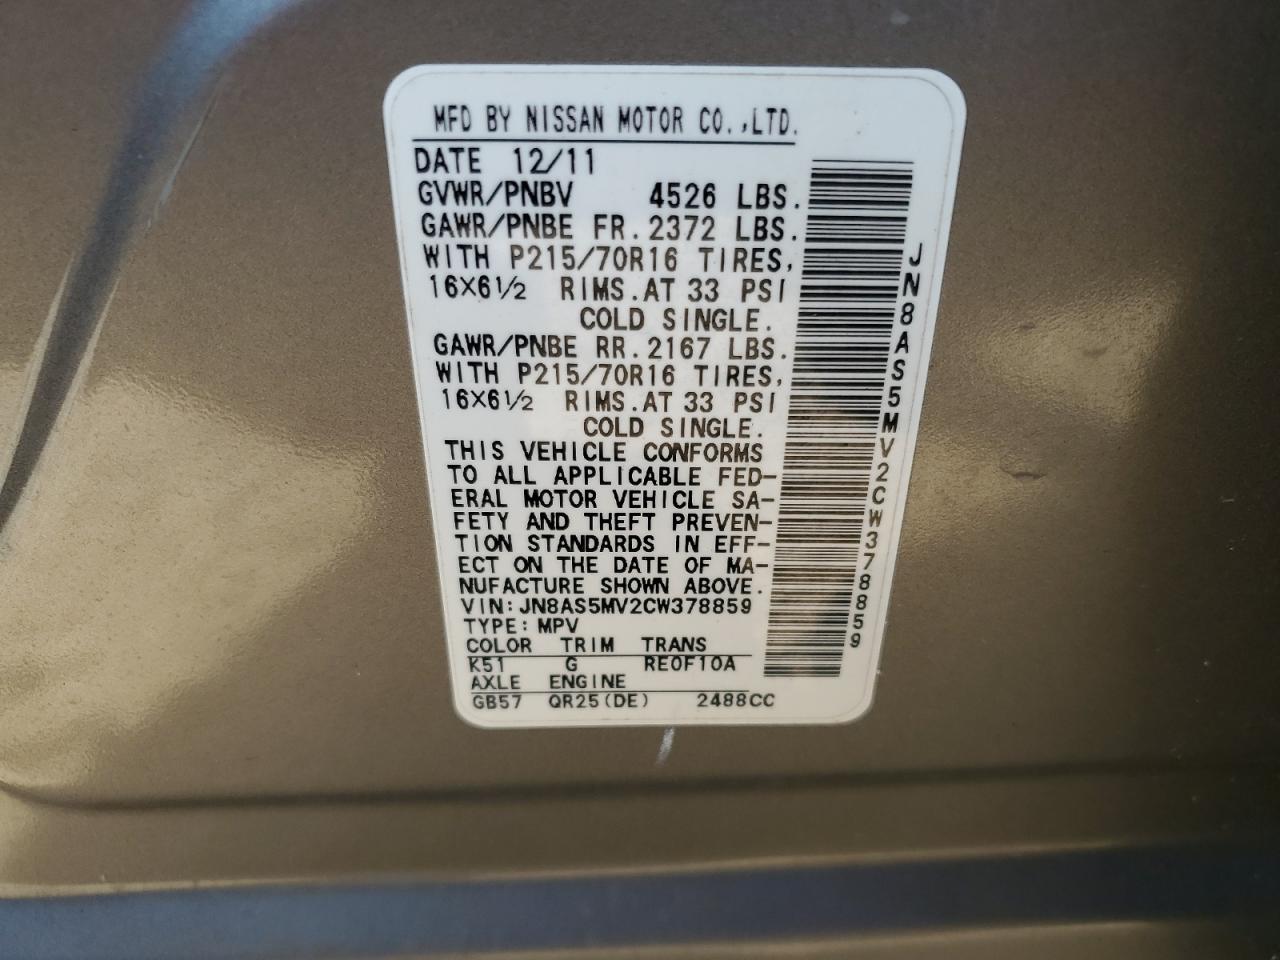 MFD BY NISSAN MOTOR CO.,LTD.
DATE 12/11
GVWR/PNBV 4526 LBS.
GAWR/PNBE FR.2372 LBS.
WITH P215/70R16 TIRES,
16X6½ RIMS.AT 33 PSI
COLD SINGLE.
GAWR/PNBE RR.2167 LBS.
WITH P215/70R16 TIRES,
16X6½ RIMS.AT 33 PSI
COLD SINGLE.
THIS VEHICLE CONFORMS
TO ALL APPLICABLE FED-
ERAL MOTOR VEHICLE SA-
FETY AND THEFT PREVEN-
TION STANDARDS IN EFF-
ECT ON THE DATE OF MA-
NUFACTURE SHOWN ABOVE.
VIN:JN8AS5MV2CW378859
TYPE:MPV
COLOR TRIM TRANS
K51 G RE0F10A
AXLE ENGINE
GB57 QR25(DE) 2488CC
JN8AS5MV2CW378859